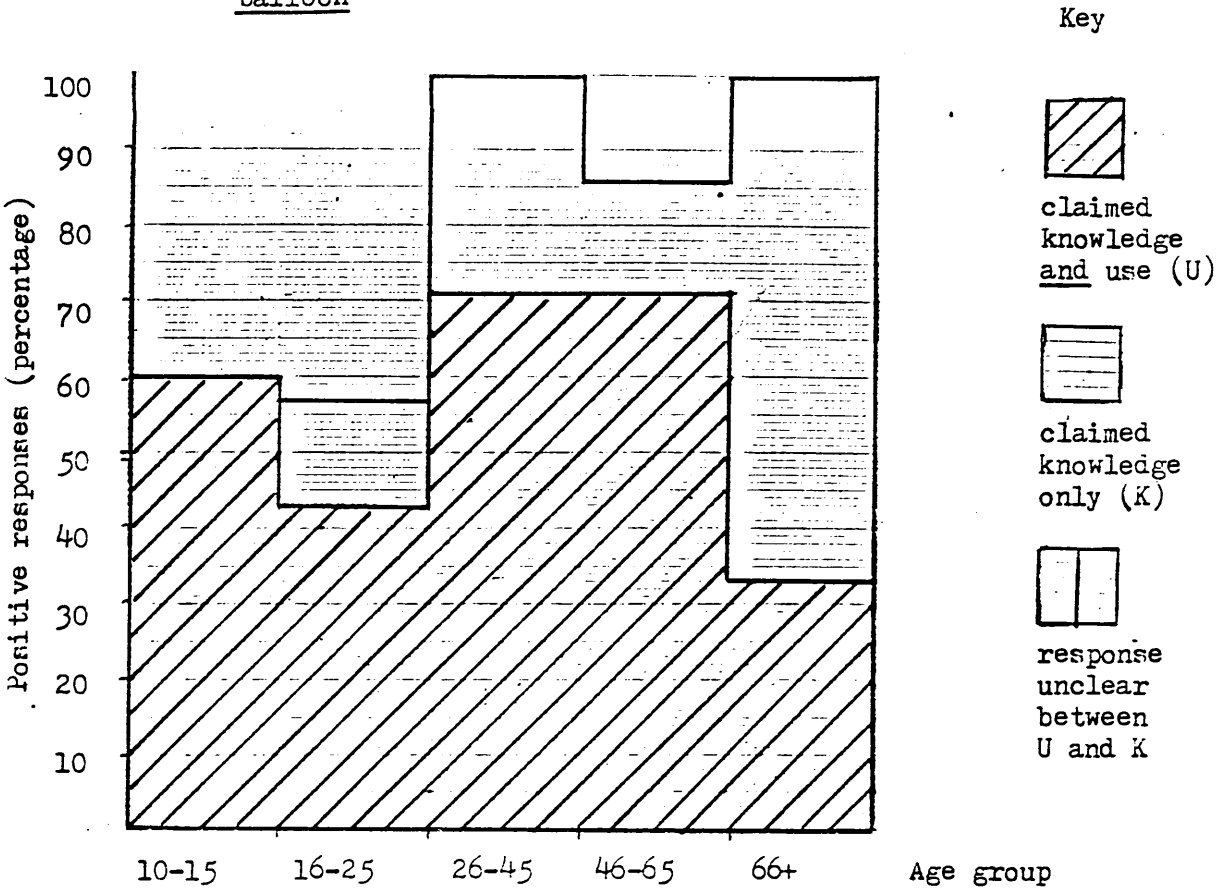 balloon
Key
100
90
80
70
60
50
40
30
20
10
Positive responses (percentage)
10-15 16-25 26-45 46-65 66+ Age group
claimed
knowledge
and use (U)
claimed
knowledge
only (K)
response
unclear
between
U and K